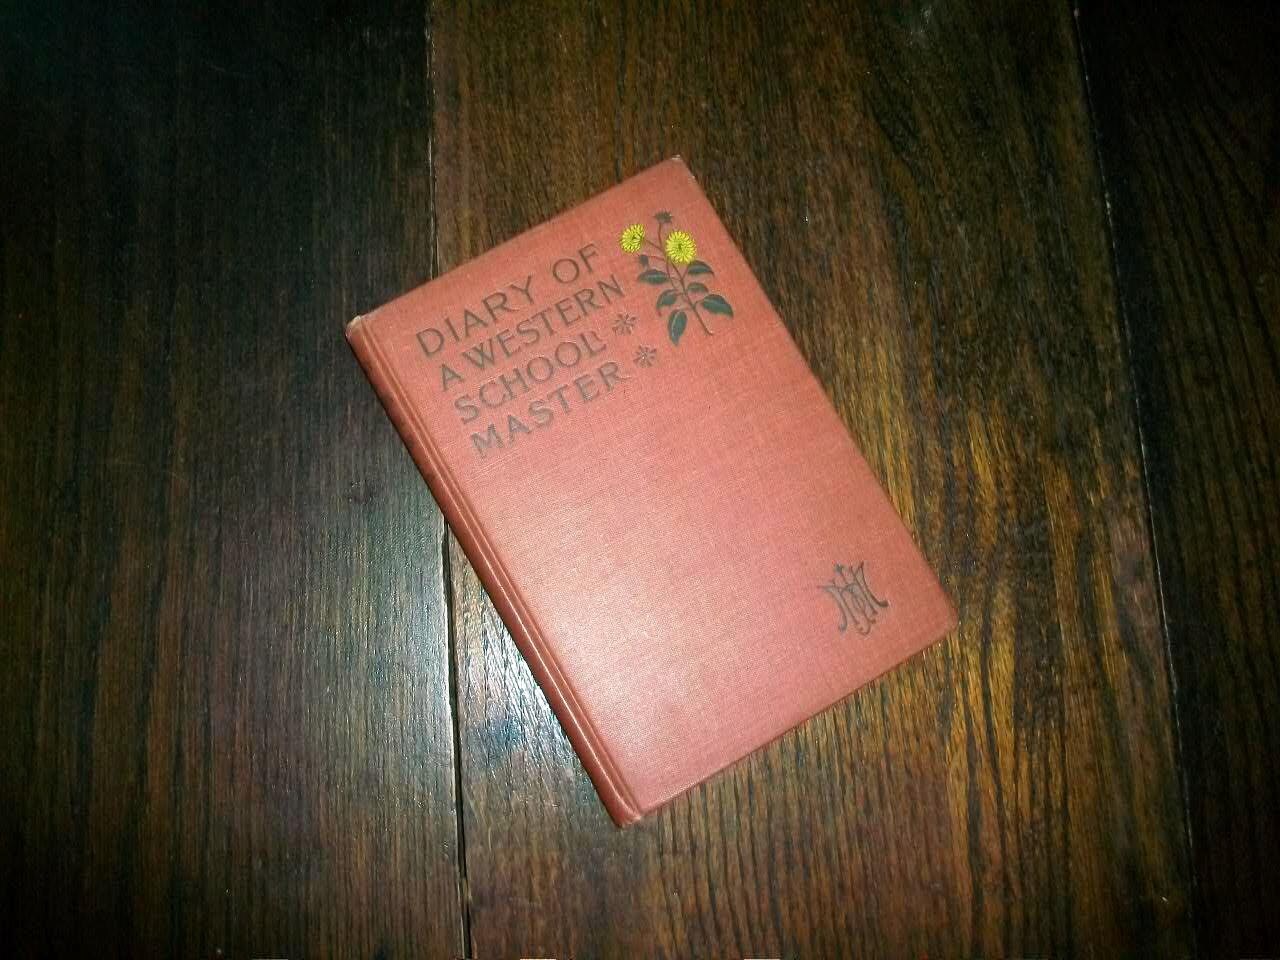 DIARY OF
A WESTERN
SCHOOL
MASTER